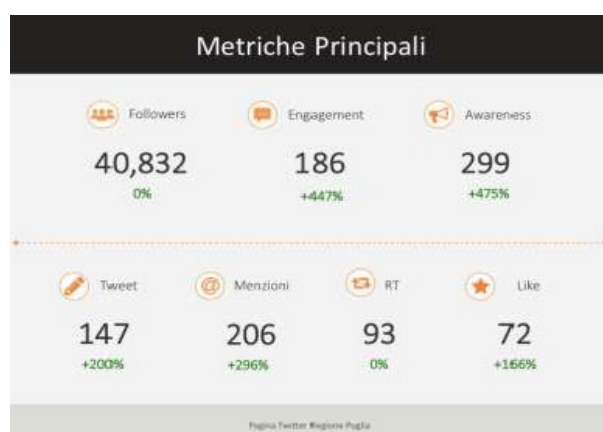 Metriche Principali
Followers Engagement Awareness
40,832 186 299
0% +447% +475%
Tweet @ Menzioni RT Like
147 206 93 72
+200% +296% 0% +166%
Pagina Twitter Regione Puglia